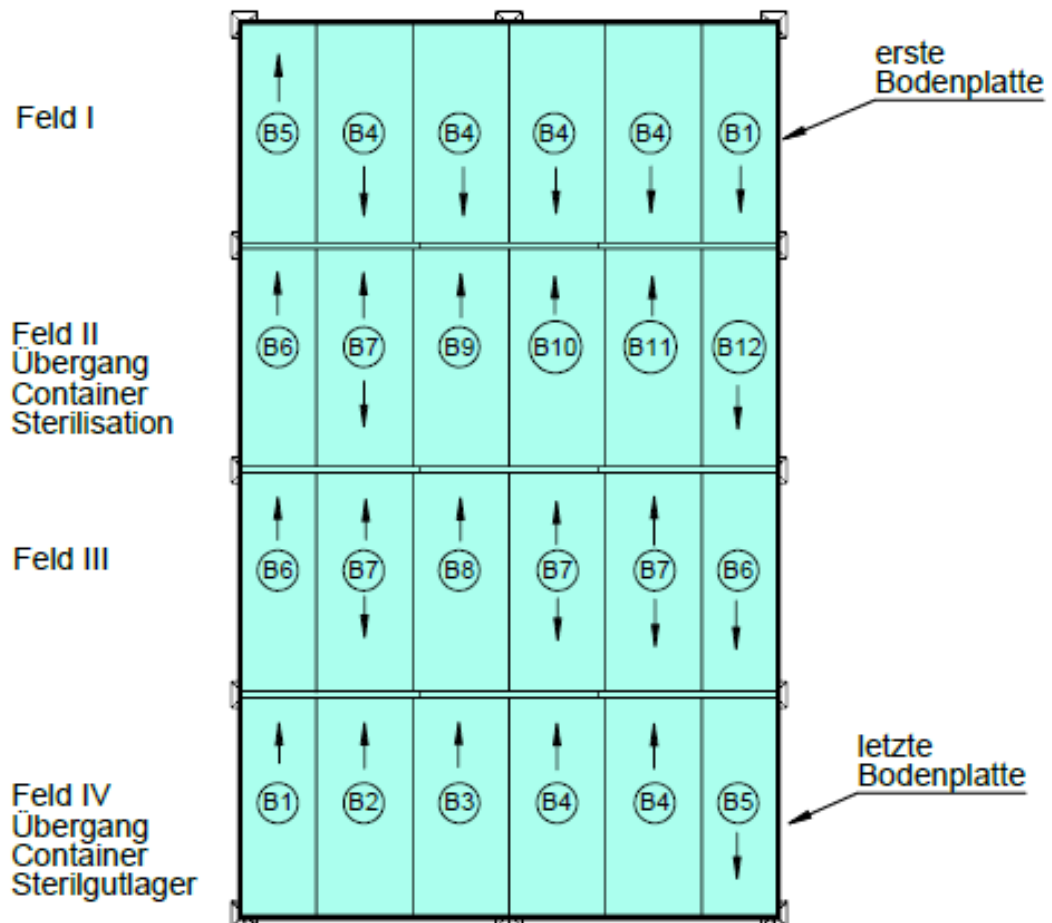 erste
Bodenplatte
Feld I
B5 B4 B4 B4 B4 B1
Feld II
Übergang
Container
Sterilisation
B6 B7 B9 B10 B11 B12
Feld III
B6 B7 B8 B7 B7 B6
letzte
Bodenplatte
Feld IV
Übergang
Container
Sterilgutlager
B1 B2 B3 B4 B4 B5